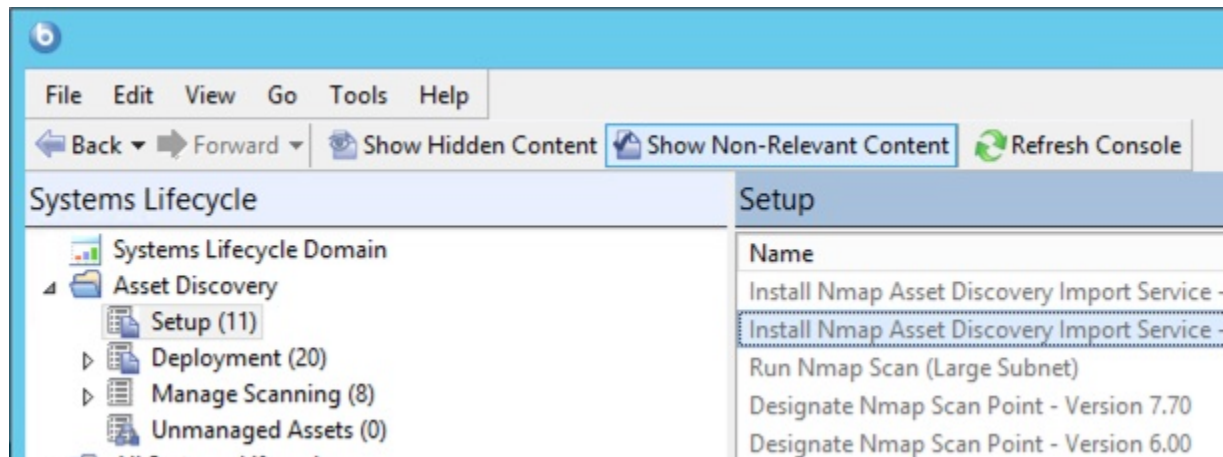 File Edit View Go Tools Help
Back Forward Show Hidden Content Show Non-Relevant Content Refresh Console
Systems Lifecycle
Systems Lifecycle Domain
Asset Discovery
Setup (11)
Deployment (20)
Manage Scanning (8)
Unmanaged Assets (0)
Setup
Name
Install Nmap Asset Discovery Import Service -
Install Nmap Asset Discovery Import Service -
Run Nmap Scan (Large Subnet)
Designate Nmap Scan Point - Version 7.70
Designate Nmap Scan Point - Version 6.00